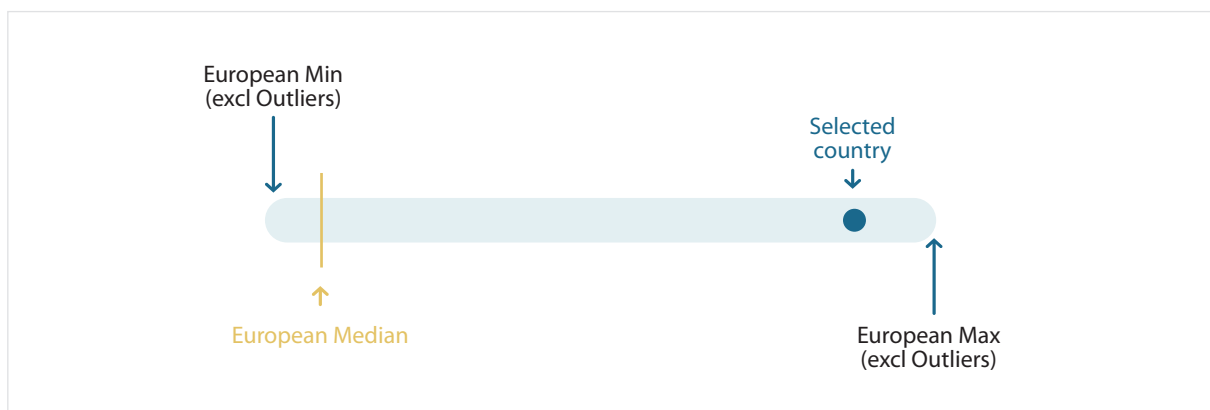 European Min
(excl Outliers)
Selected
country
European Median
European Max
(excl Outliers)